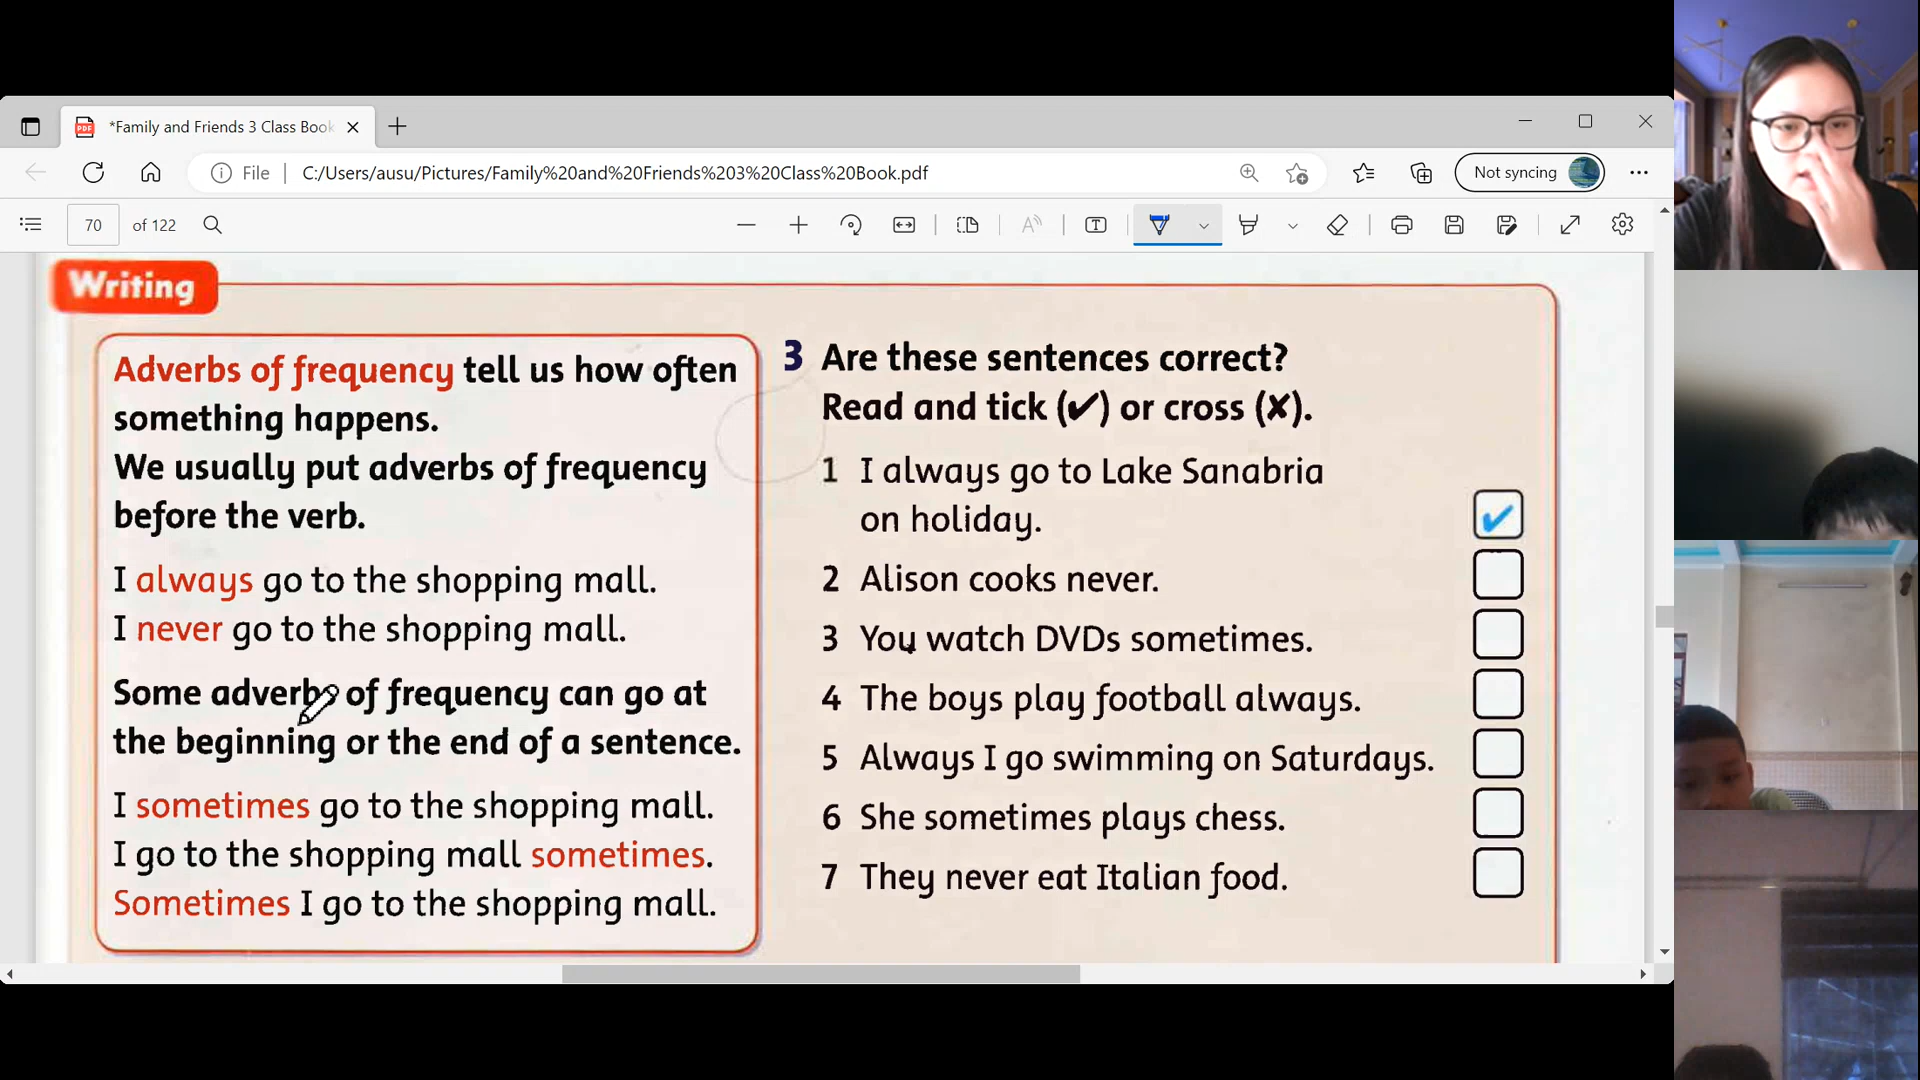 *Family and Friends 3 Class Book
File
C:/Users/ausu/Pictures/Family%20and%20Friends%203%20Class%20Book.pdf
Not syncing
70 of 122
Writing
Adverbs of frequency tell us how often
something happens.
We usually put adverbs of frequency
before the verb.
I always go to the shopping mall.
I never go to the shopping mall.
Some adverbs of frequency can go at
the beginning or the end of a sentence.
I sometimes go to the shopping mall.
I go to the shopping mall sometimes.
Sometimes I go to the shopping mall.
3 Are these sentences correct?
Read and tick (✔) or cross (✘).
1 I always go to Lake Sanabria
on holiday. ✔
2 Alison cooks never.
3 You watch DVDs sometimes.
4 The boys play football always.
5 Always I go swimming on Saturdays.
6 She sometimes plays chess.
7 They never eat Italian food.